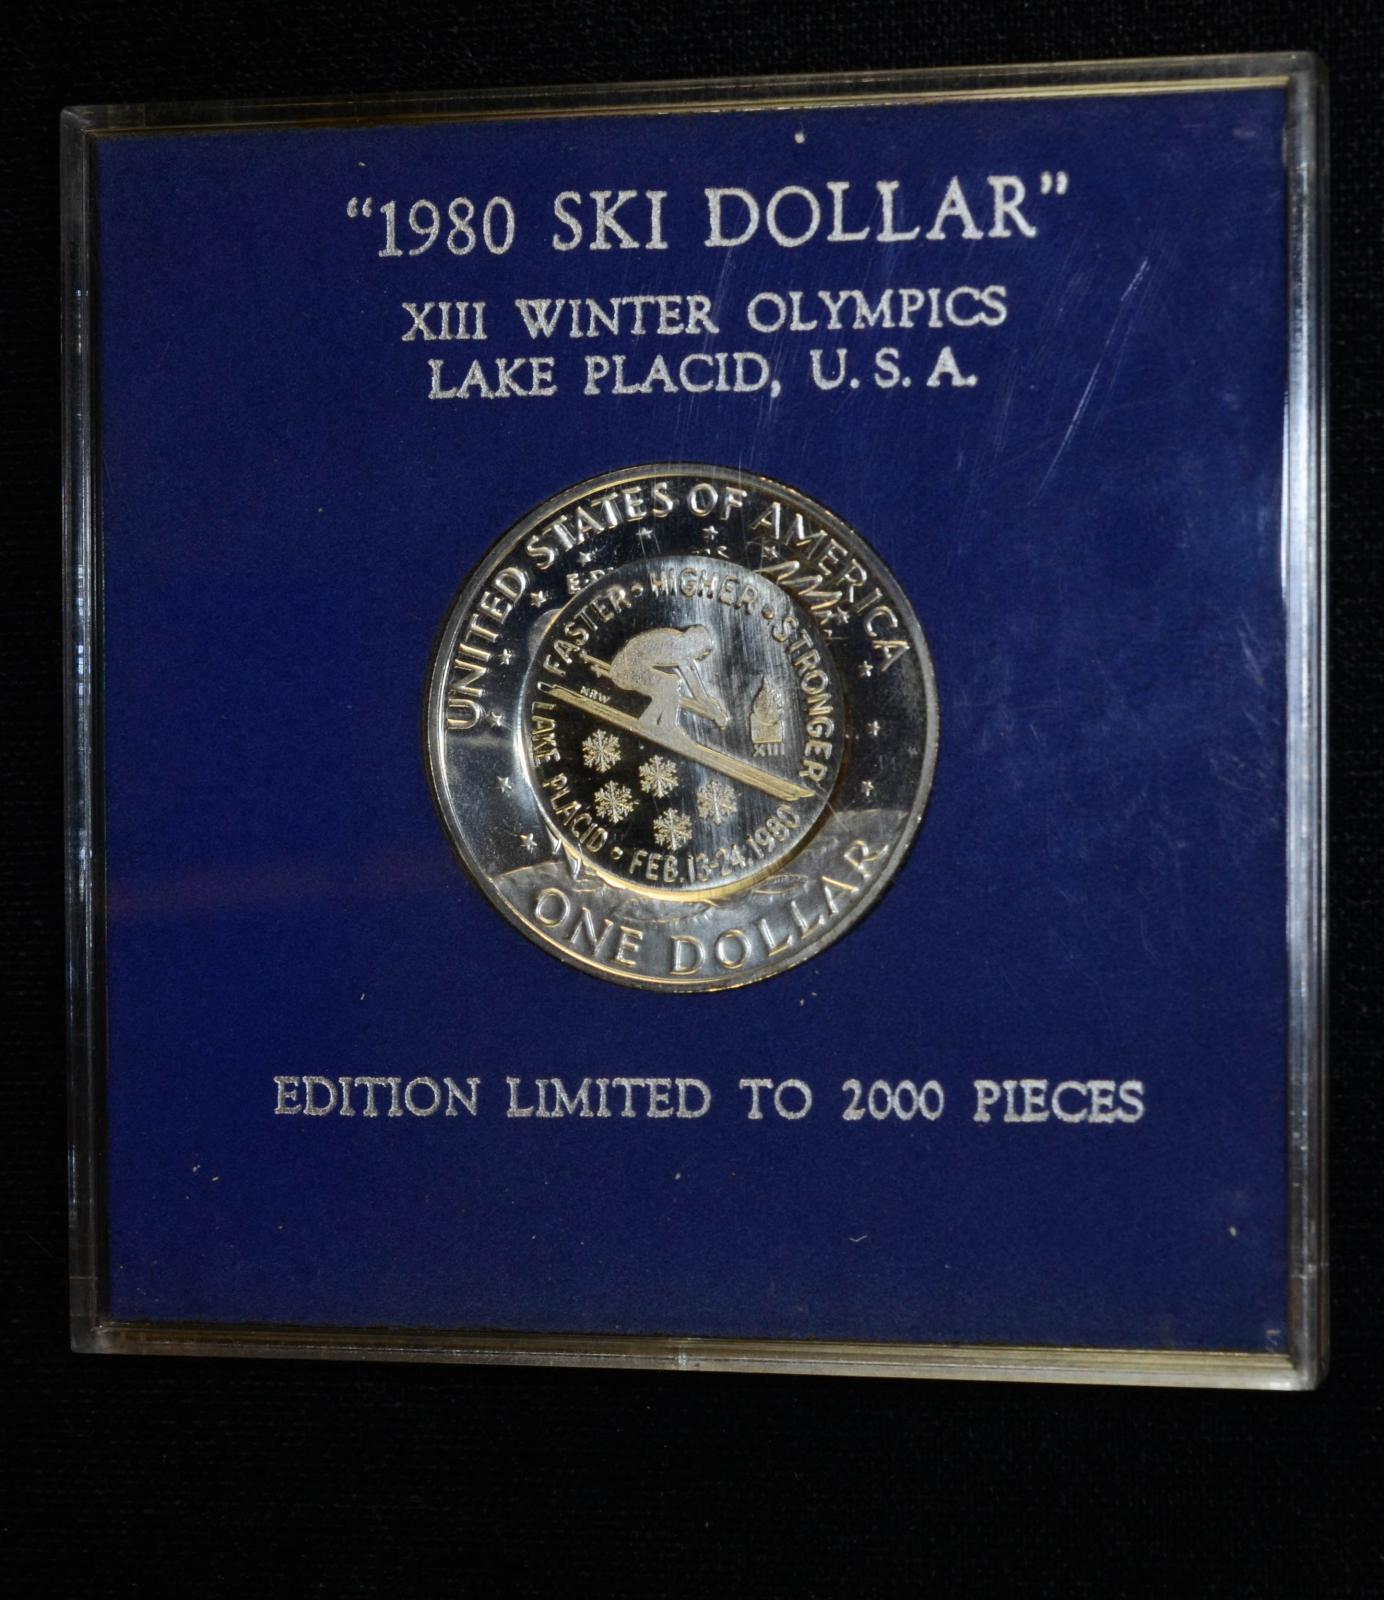 "1980 SKI DOLLAR"
XIII WINTER OLYMPICS
LAKE PLACID, U.S.A.
UNITED STATES OF AMERICA
FASTER • HIGHER • STRONGER
NRW
XIII
LAKE PLACID • FEB. 13-24, 1980
ONE DOLLAR
EDITION LIMITED TO 2000 PIECES